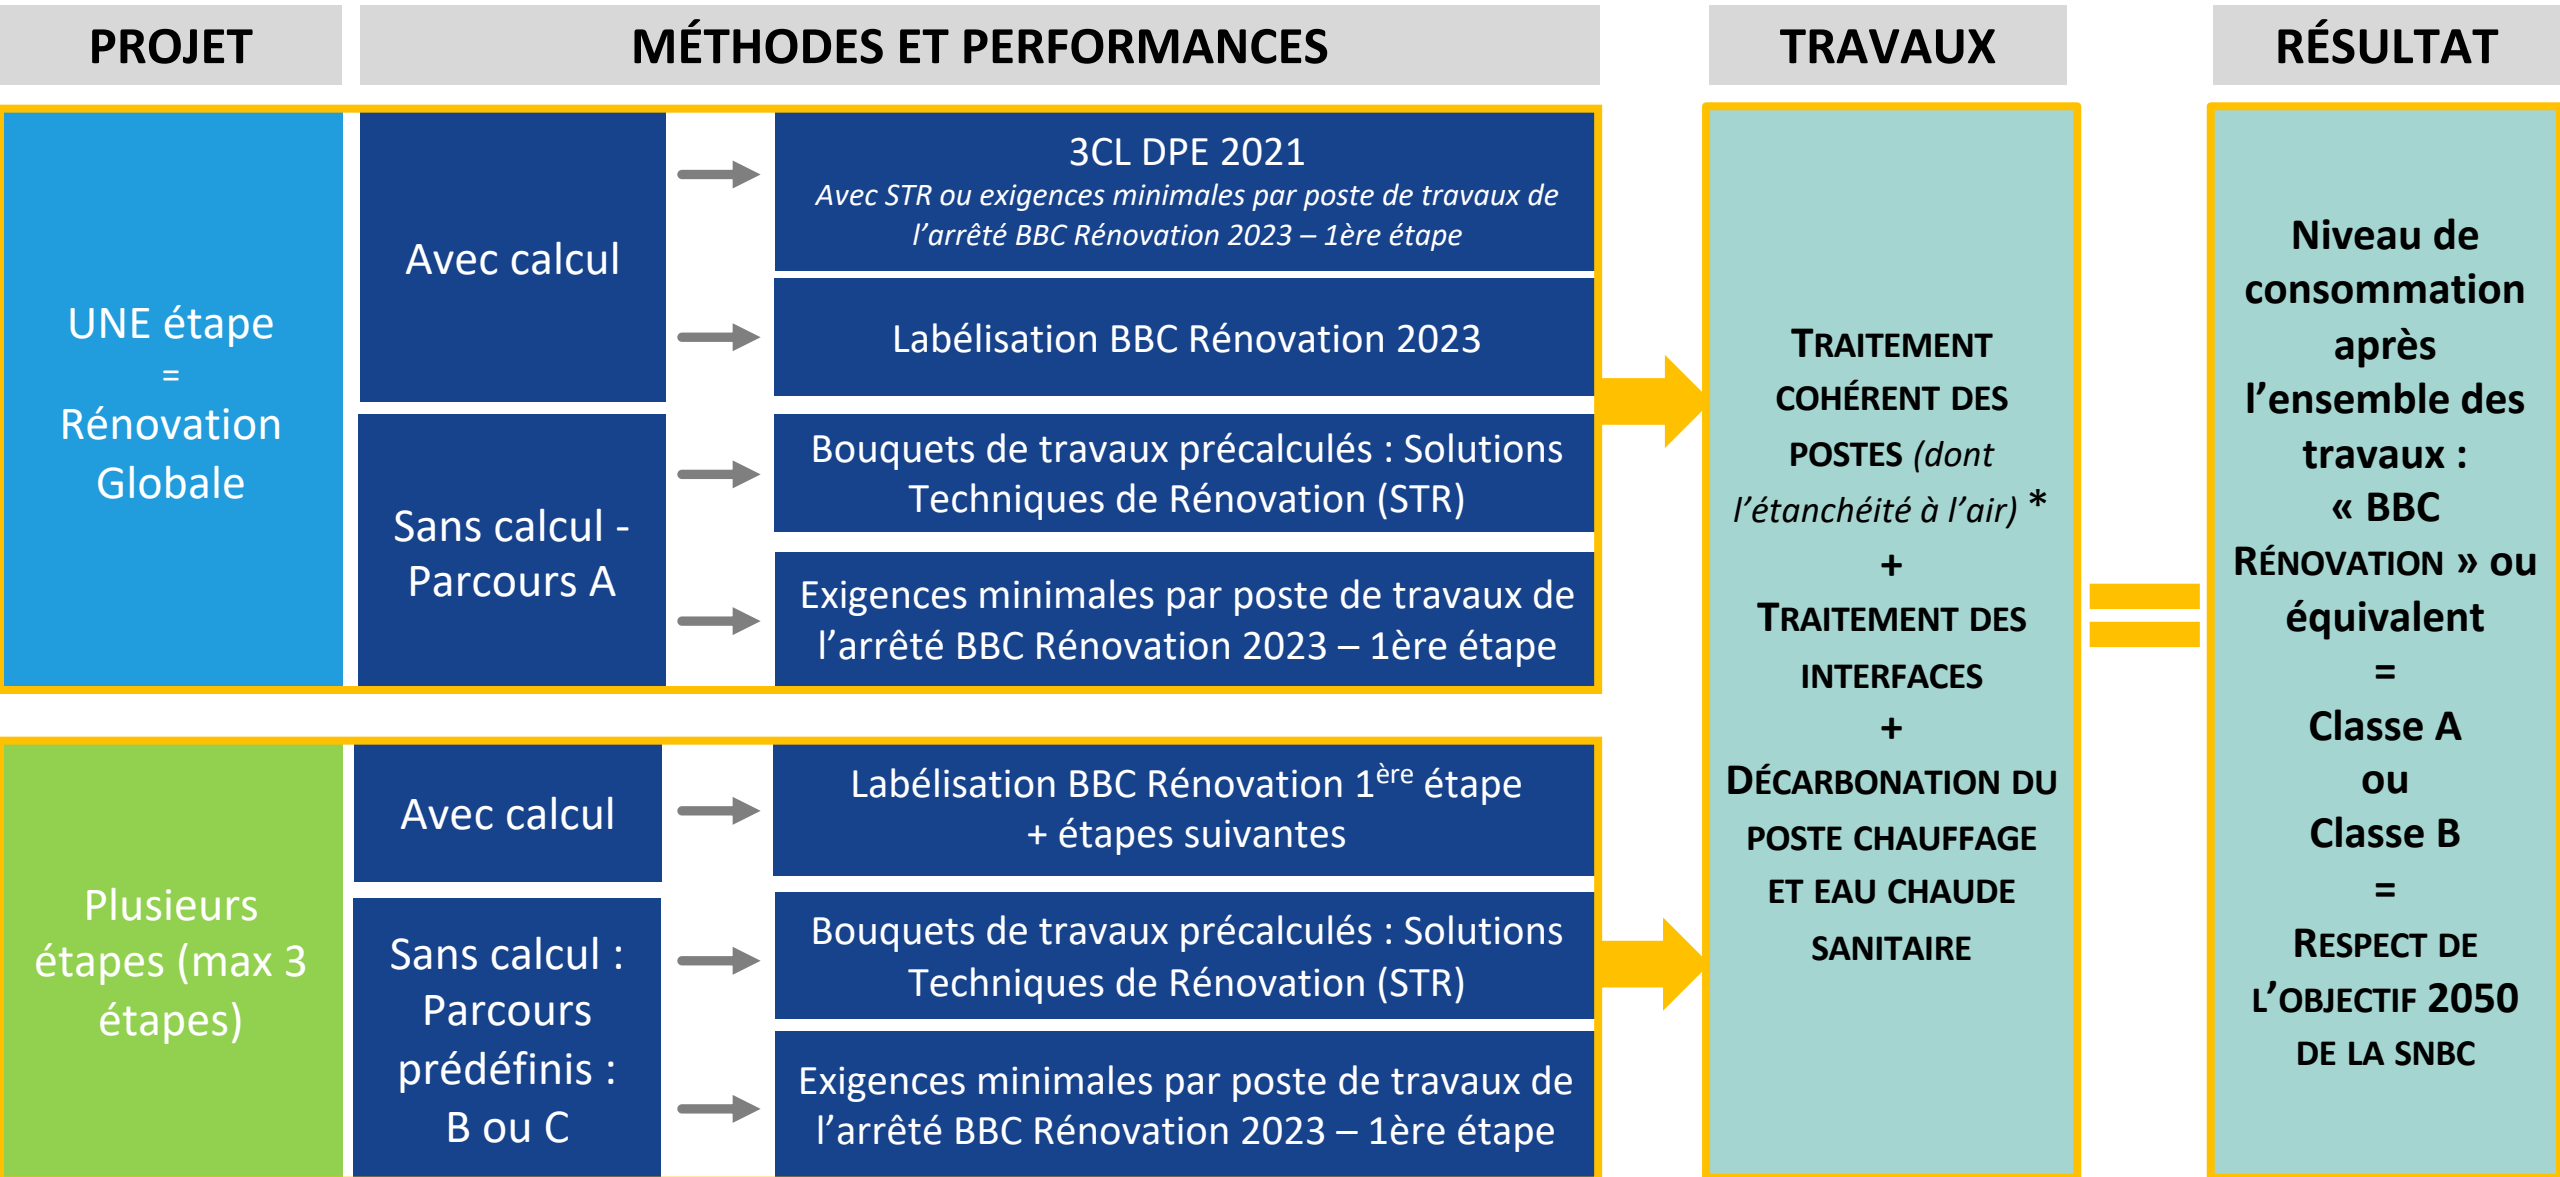 PROJET
MÉTHODES ET PERFORMANCES
TRAVAUX
RÉSULTAT
UNE étape
=
Rénovation
Globale
Avec calcul
3CL DPE 2021
Avec STR ou exigences minimales par poste de travaux de
l’arrêté BBC Rénovation 2023 – 1ère étape
Labélisation BBC Rénovation 2023
Sans calcul -
Parcours A
Bouquets de travaux précalculés : Solutions
Techniques de Rénovation (STR)
Exigences minimales par poste de travaux de
l’arrêté BBC Rénovation 2023 – 1ère étape
Plusieurs
étapes (max 3
étapes)
Avec calcul
Labélisation BBC Rénovation 1ère étape
+ étapes suivantes
Sans calcul :
Parcours
prédéfinis :
B ou C
Bouquets de travaux précalculés : Solutions
Techniques de Rénovation (STR)
Exigences minimales par poste de travaux de
l’arrêté BBC Rénovation 2023 – 1ère étape
TRAITEMENT
COHÉRENT DES
POSTES (dont
l’étanchéité à l’air) *
+
TRAITEMENT DES
INTERFACES
+
DÉCARBONATION DU
POSTE CHAUFFAGE
ET EAU CHAUDE
SANITAIRE
Niveau de
consommation
après
l’ensemble des
travaux :
« BBC
RÉNOVATION » ou
équivalent
=
Classe A
ou
Classe B
=
RESPECT DE
L’OBJECTIF 2050
DE LA SNBC